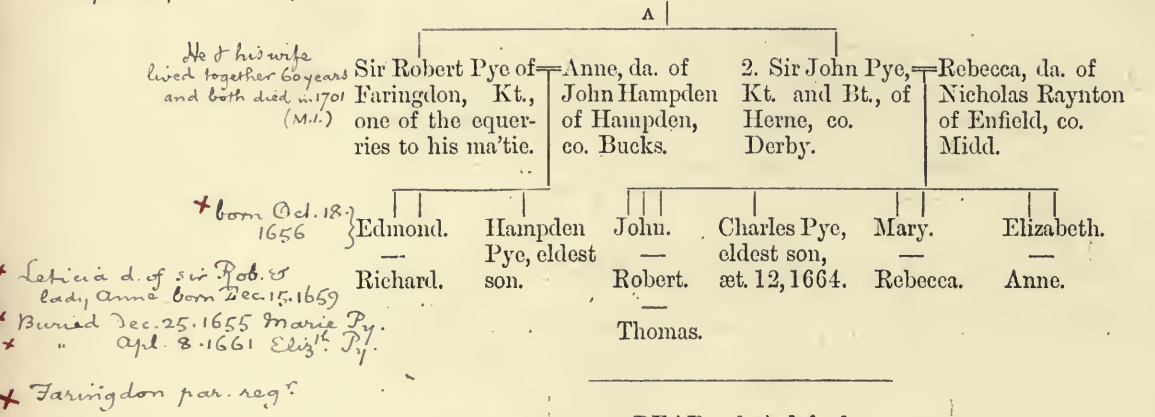 A
He & his wife
lived together 60 years
and both died in 1701
(M.I.)
Sir Robert Pye of
Faringdon, Kt.,
one of the equer-
ries to his ma'tie.
Anne, da. of
John Hampden
of Hampden,
co. Bucks.
2. Sir John Pye,
Kt. and Bt., of
Herne, co.
Derby.
Rebecca, da. of
Nicholas Raynton
of Enfield, co.
Midd.
+ born Oct. 18.
1656
Edmond.
—
Richard.
Hampden
Pye, eldest
son.
John.
—
Robert.
—
Thomas.
Charles Pye,
eldest son,
æt. 12, 1664.
Mary.
—
Rebecca.
Elizabeth.
—
Anne.
+ Leticia d. of sir Rob. &
lady Anne born Dec. 15. 1659
+ Buried Dec. 25. 1655 Marie Py.
+ " Apl. 8. 1661 Elizth. Py.
+ Faringdon par. regr.